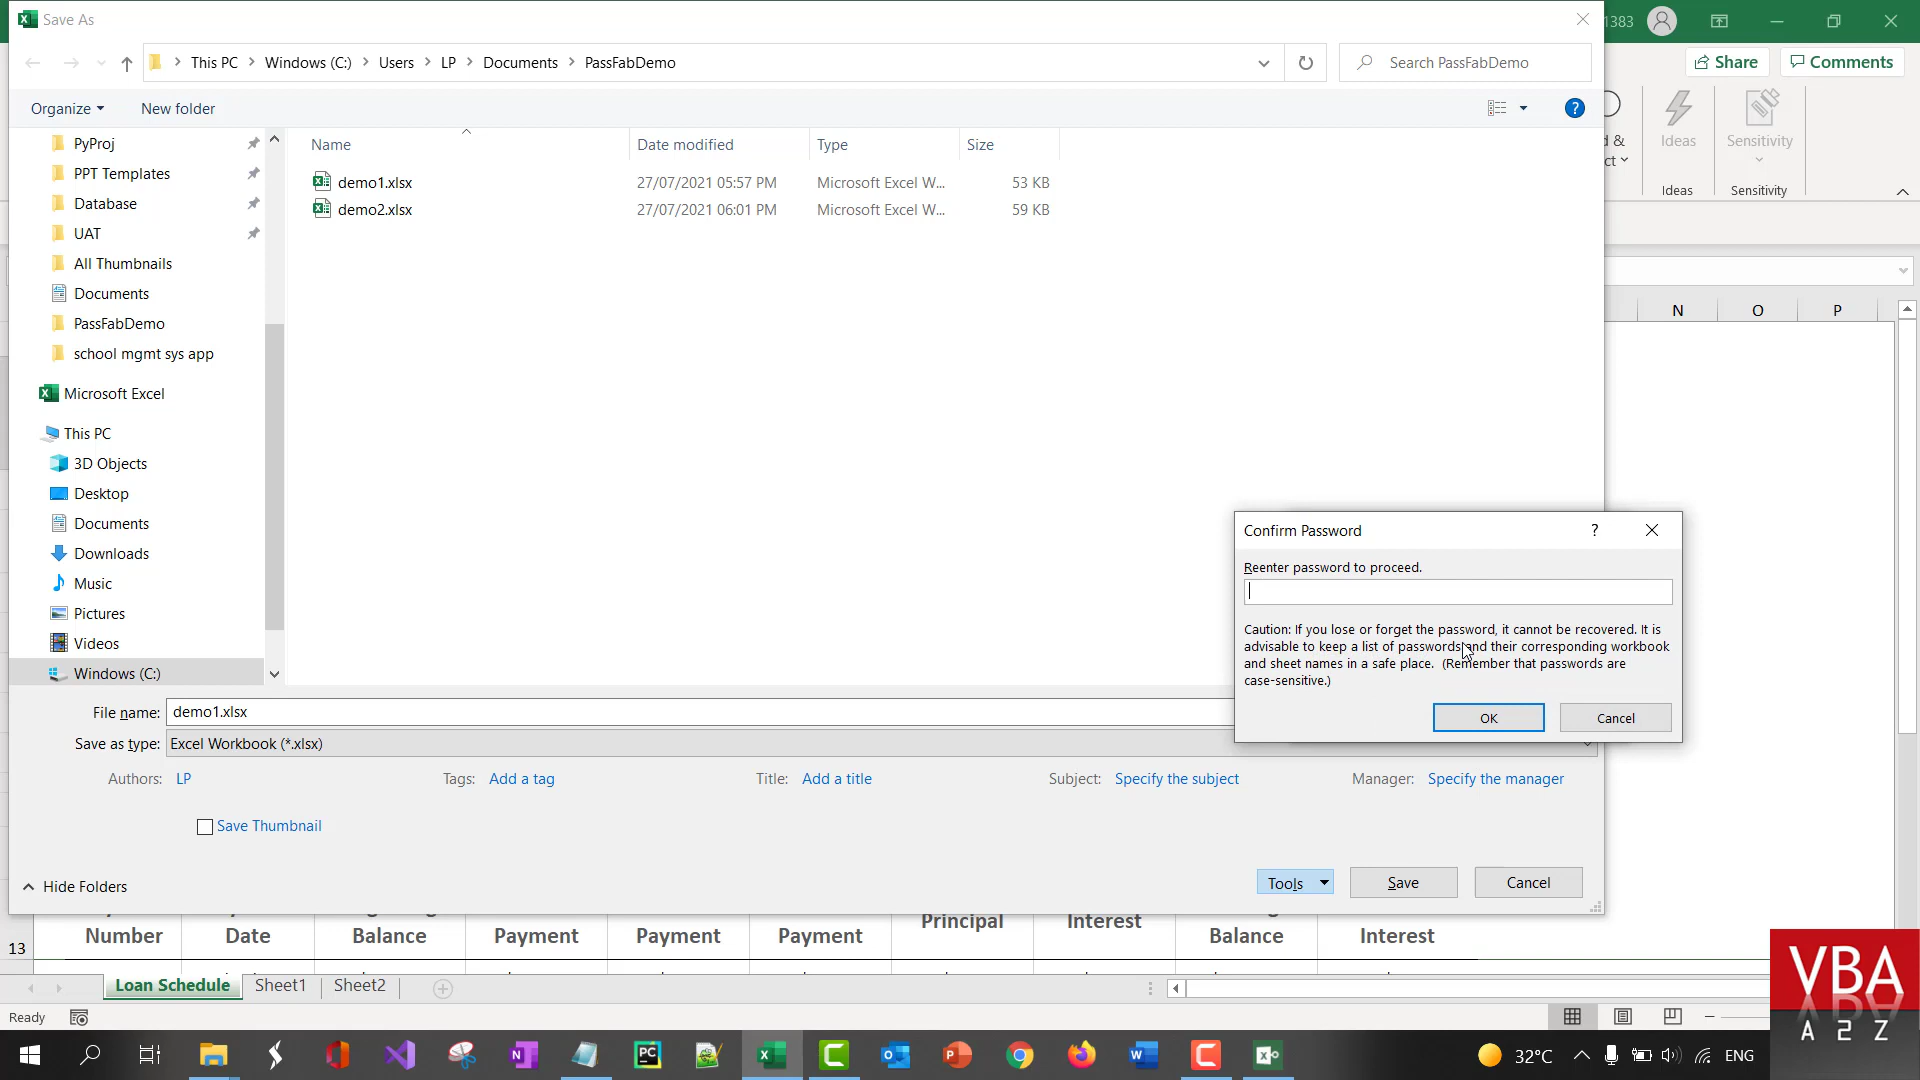 Save As
1383
This PC > Windows (C:) > Users > LP > Documents > PassFabDemo
Search PassFabDemo
Share
Comments
Organize
New folder
Name
Date modified
Type
Size
PyProj
PPT Templates
Database
UAT
All Thumbnails
Documents
PassFabDemo
school mgmt sys app
Microsoft Excel
This PC
3D Objects
Desktop
Documents
Downloads
Music
Pictures
Videos
Windows (C:)
demo1.xlsx 27/07/2021 05:57 PM Microsoft Excel W... 53 KB
demo2.xlsx 27/07/2021 06:01 PM Microsoft Excel W... 59 KB
d &
ct
Ideas
Sensitivity
Ideas
Sensitivity
N O P
Confirm Password
?
Reenter password to proceed.
Caution: If you lose or forget the password, it cannot be recovered. It is
advisable to keep a list of passwords and their corresponding workbook
and sheet names in a safe place. (Remember that passwords are
case-sensitive.)
OK
Cancel
File name: demo1.xlsx
Save as type: Excel Workbook (*.xlsx)
Authors: LP
Tags: Add a tag
Title: Add a title
Subject: Specify the subject
Manager: Specify the manager
Save Thumbnail
Hide Folders
Tools
Save
Cancel
Principal Interest
13 Number Date Balance Payment Payment Payment Balance Interest
Loan Schedule
Sheet1
Sheet2
Ready
VBA
A 2 Z
32°C
ENG